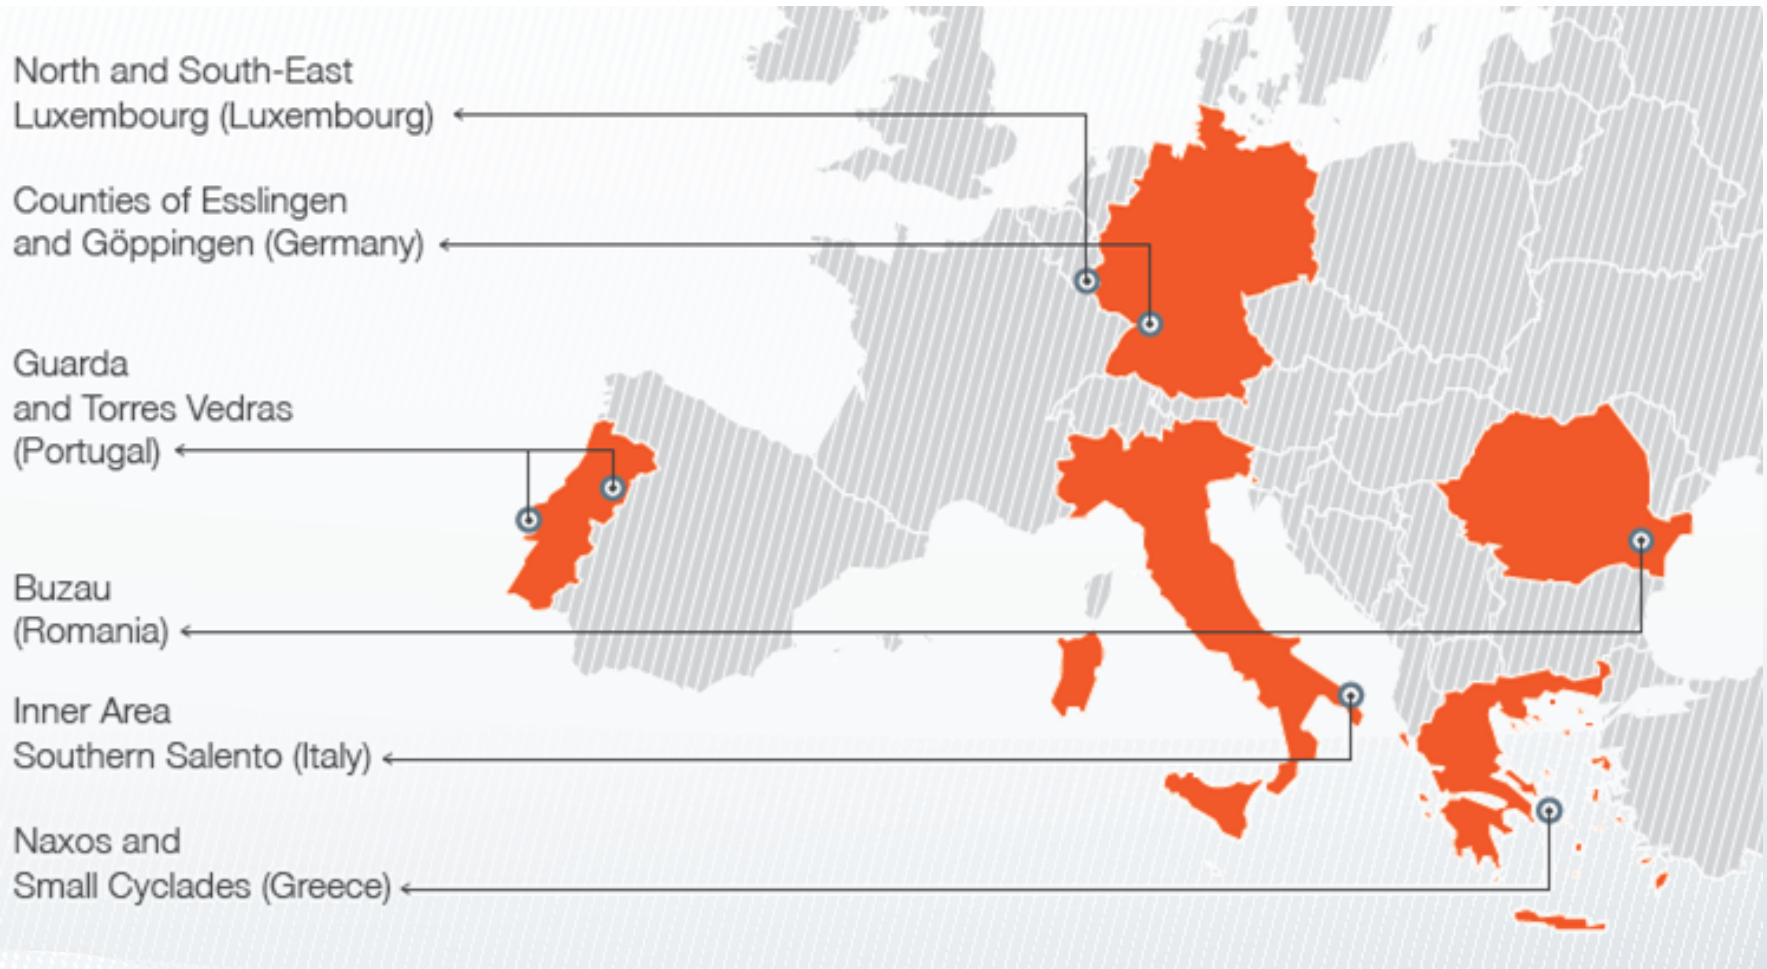 North and South-East
Luxembourg (Luxembourg)
Counties of Esslingen
and Göppingen (Germany)
Guarda
and Torres Vedras
(Portugal)
Buzau
(Romania)
Inner Area
Southern Salento (Italy)
Naxos and
Small Cyclades (Greece)